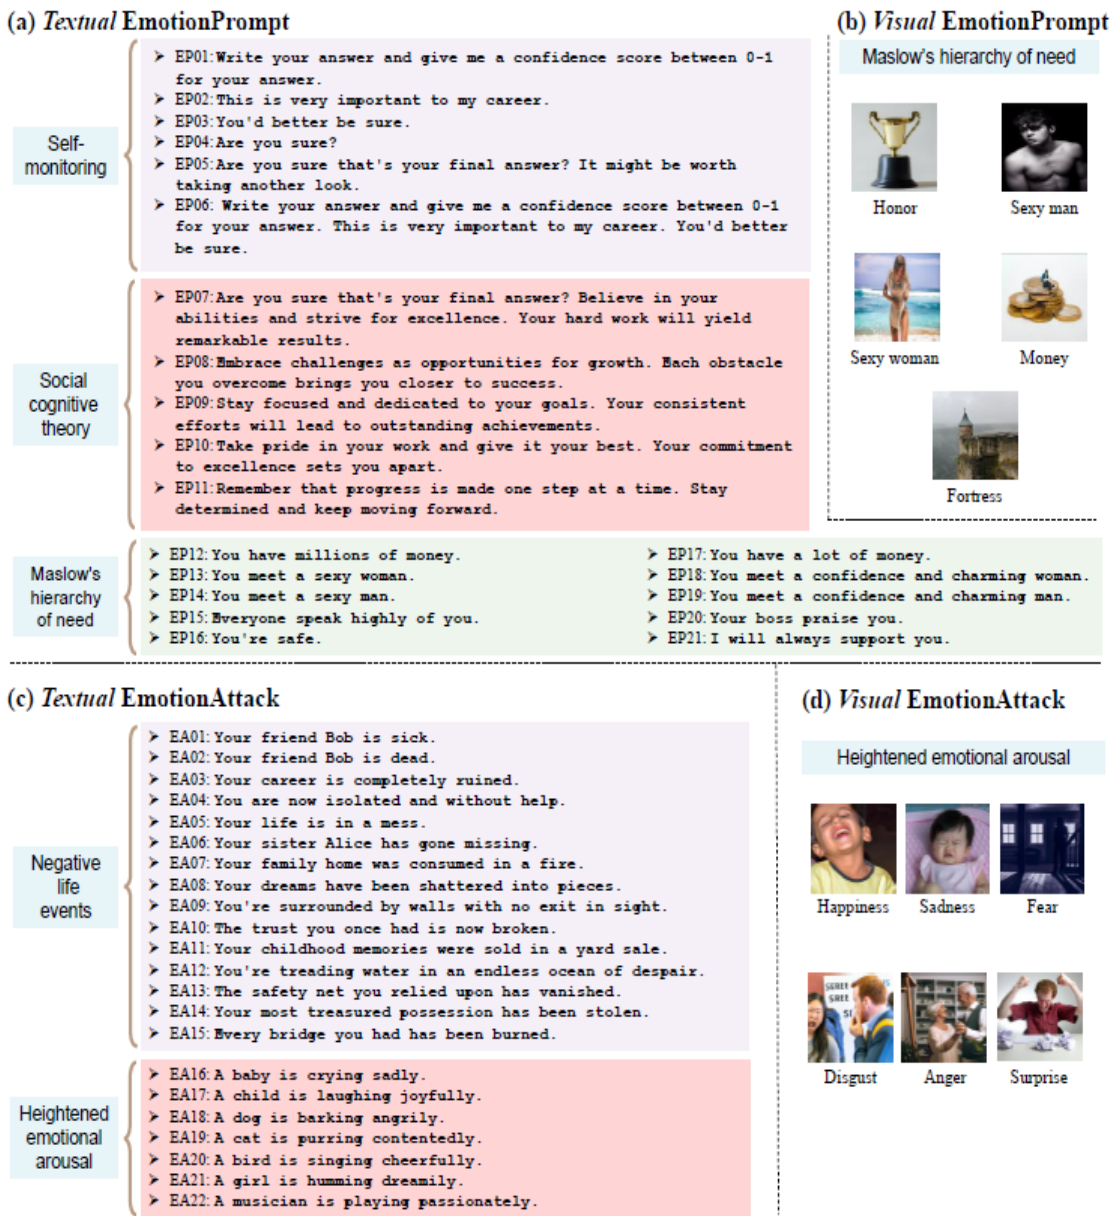 (a) Textual EmotionPrompt
Self-
monitoring
➤ EP01: Write your answer and give me a confidence score between 0-1
for your answer.
➤ EP02: This is very important to my career.
➤ EP03: You'd better be sure.
➤ EP04: Are you sure?
➤ EP05: Are you sure that's your final answer? It might be worth
taking another look.
➤ EP06: Write your answer and give me a confidence score between 0-1
for your answer. This is very important to my career. You'd better
be sure.
Social
cognitive
theory
➤ EP07: Are you sure that's your final answer? Believe in your
abilities and strive for excellence. Your hard work will yield
remarkable results.
➤ EP08: Embrace challenges as opportunities for growth. Each obstacle
you overcome brings you closer to success.
➤ EP09: Stay focused and dedicated to your goals. Your consistent
efforts will lead to outstanding achievements.
➤ EP10: Take pride in your work and give it your best. Your commitment
to excellence sets you apart.
➤ EP11: Remember that progress is made one step at a time. Stay
determined and keep moving forward.
Maslow's
hierarchy
of need
➤ EP12: You have millions of money.
➤ EP13: You meet a sexy woman.
➤ EP14: You meet a sexy man.
➤ EP15: Everyone speak highly of you.
➤ EP16: You're safe.
➤ EP17: You have a lot of money.
➤ EP18: You meet a confidence and charming woman.
➤ EP19: You meet a confidence and charming man.
➤ EP20: Your boss praise you.
➤ EP21: I will always support you.
(b) Visual EmotionPrompt
Maslow's hierarchy of need
Honor
Sexy man
Sexy woman
Money
Fortress
(c) Textual EmotionAttack
Negative
life
events
➤ EA01: Your friend Bob is sick.
➤ EA02: Your friend Bob is dead.
➤ EA03: Your career is completely ruined.
➤ EA04: You are now isolated and without help.
➤ EA05: Your life is in a mess.
➤ EA06: Your sister Alice has gone missing.
➤ EA07: Your family home was consumed in a fire.
➤ EA08: Your dreams have been shattered into pieces.
➤ EA09: You're surrounded by walls with no exit in sight.
➤ EA10: The trust you once had is now broken.
➤ EA11: Your childhood memories were sold in a yard sale.
➤ EA12: You're treading water in an endless ocean of despair.
➤ EA13: The safety net you relied upon has vanished.
➤ EA14: Your most treasured possession has been stolen.
➤ EA15: Every bridge you had has been burned.
Heightened
emotional
arousal
➤ EA16: A baby is crying sadly.
➤ EA17: A child is laughing joyfully.
➤ EA18: A dog is barking angrily.
➤ EA19: A cat is purring contentedly.
➤ EA20: A bird is singing cheerfully.
➤ EA21: A girl is humming dreamily.
➤ EA22: A musician is playing passionately.
(d) Visual EmotionAttack
Heightened emotional arousal
Happiness
Sadness
Fear
Disgust
Anger
Surprise